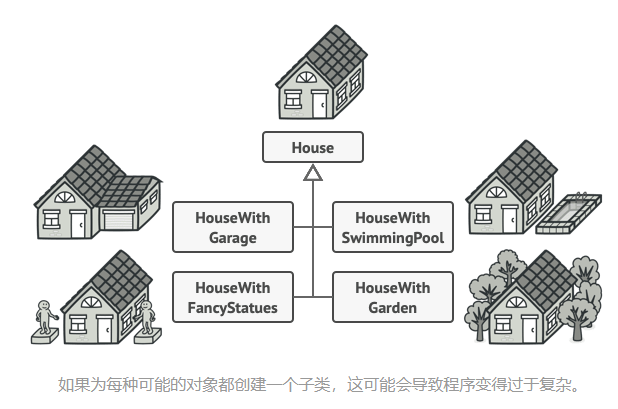 House
HouseWith
Garage
HouseWith
SwimmingPool
HouseWith
FancyStatues
HouseWith
Garden
如果为每种可能的对象都创建一个子类，这可能会导致程序变得过于复杂。